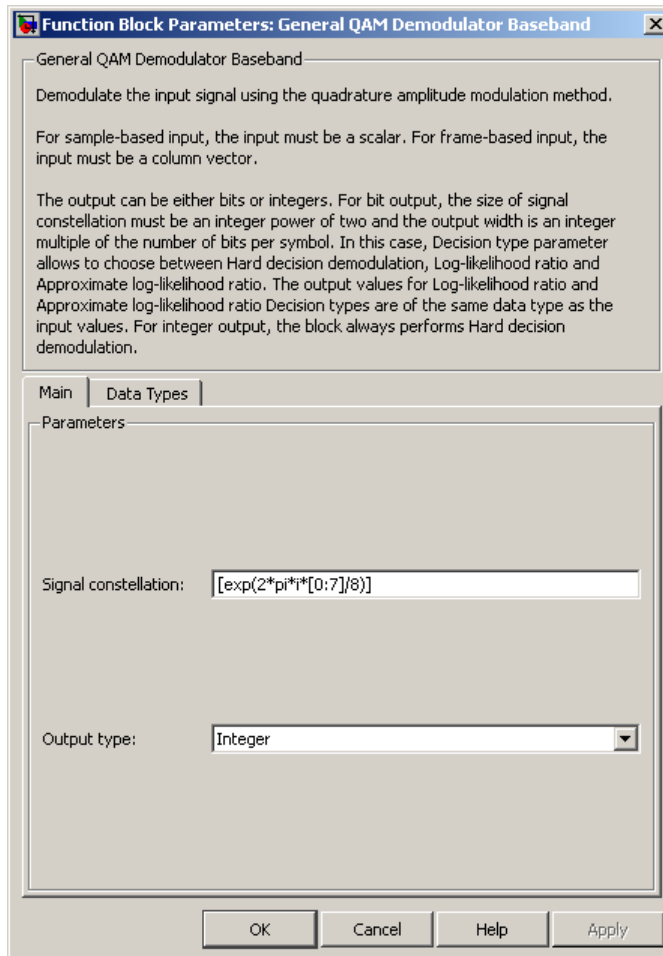 Function Block Parameters: General QAM Demodulator Baseband
General QAM Demodulator Baseband
Demodulate the input signal using the quadrature amplitude modulation method.
For sample-based input, the input must be a scalar. For frame-based input, the
input must be a column vector.
The output can be either bits or integers. For bit output, the size of signal
constellation must be an integer power of two and the output width is an integer
multiple of the number of bits per symbol. In this case, Decision type parameter
allows to choose between Hard decision demodulation, Log-likelihood ratio and
Approximate log-likelihood ratio. The output values for Log-likelihood ratio and
Approximate log-likelihood ratio Decision types are of the same data type as the
input values. For integer output, the block always performs Hard decision
demodulation.
Main Data Types
Parameters
Signal constellation: [exp(2*pi*i*[0:7]/8)]
Output type: Integer
OK Cancel Help Apply